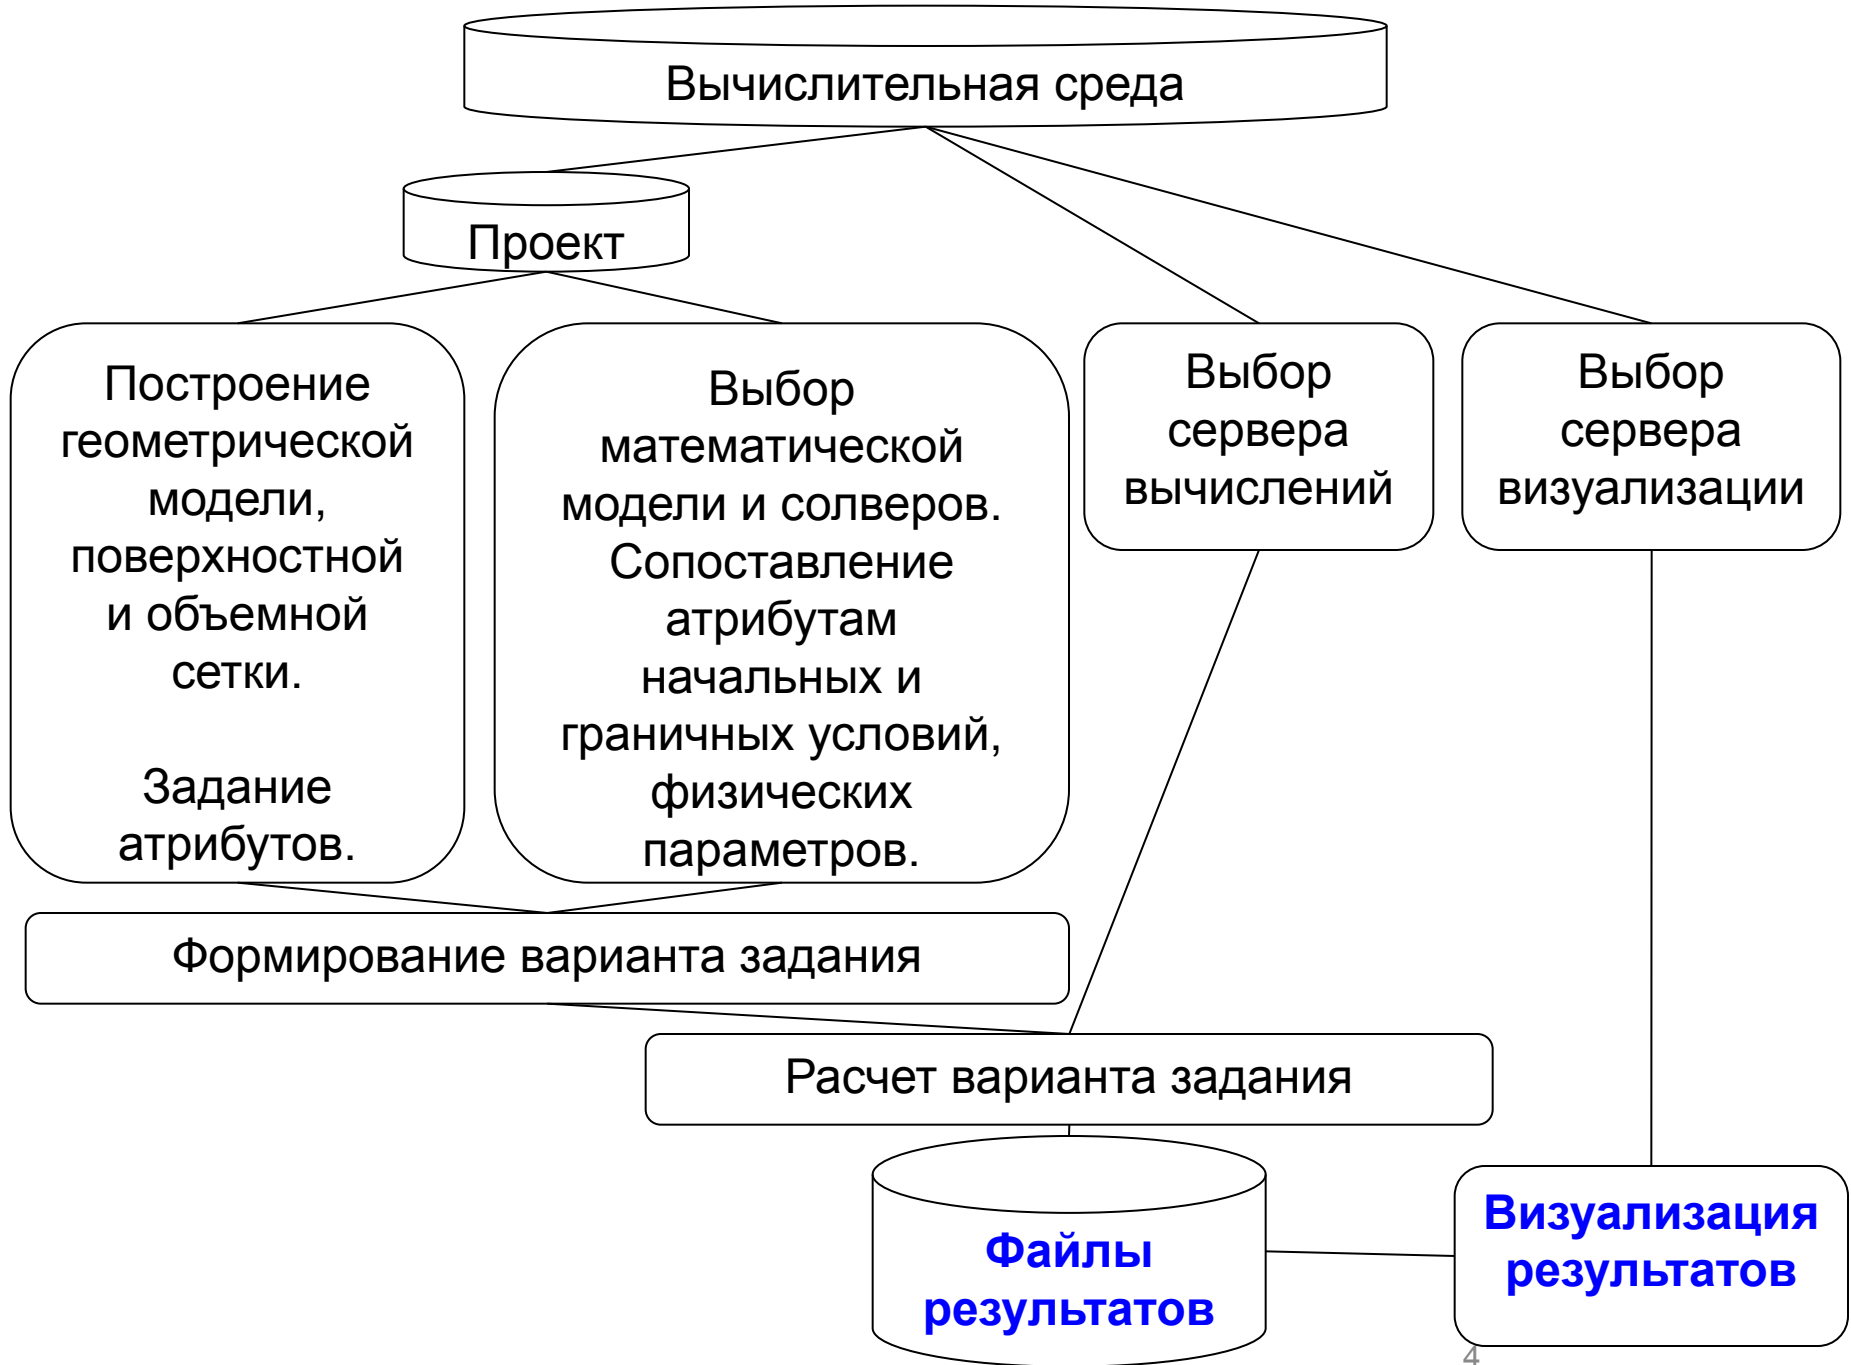 Вычислительная среда
Проект
Построение
геометрической
модели,
поверхностной
и объемной
сетки.
Задание
атрибутов.
Выбор
математической
модели и солверов.
Сопоставление
атрибутам
начальных и
граничных условий,
физических
параметров.
Выбор
сервера
вычислений
Выбор
сервера
визуализации
Формирование варианта задания
Расчет варианта задания
Файлы
результатов
Визуализация
результатов
4